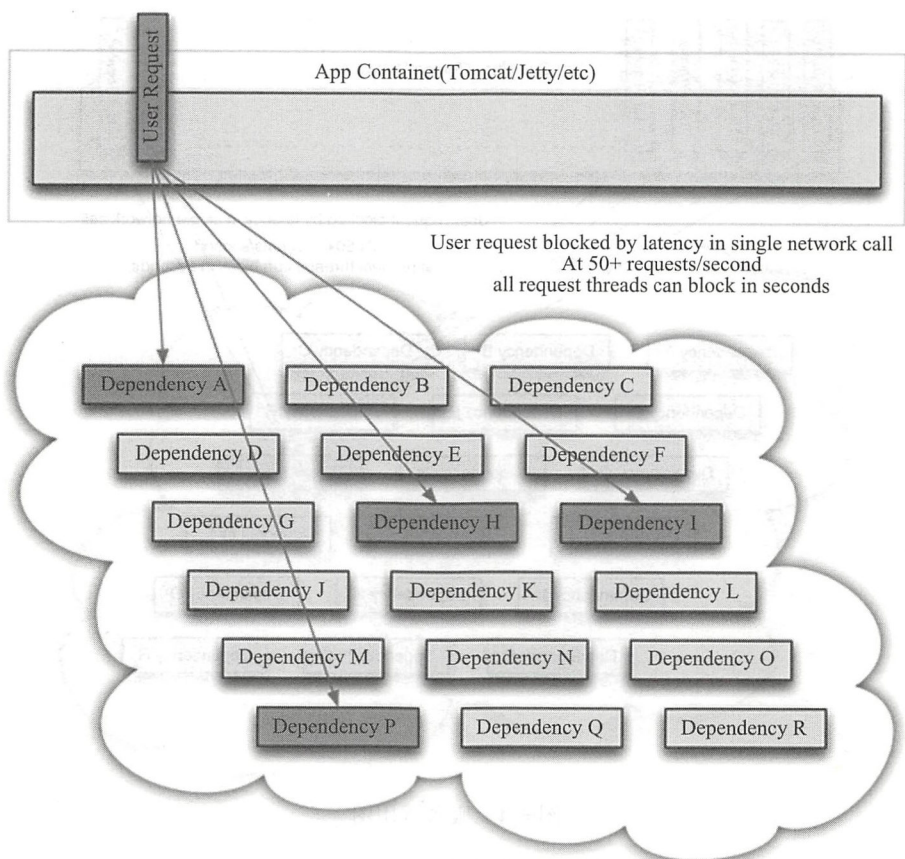 User Request
App Containet(Tomcat/Jetty/etc)
User request blocked by latency in single network call
At 50+ requests/second
all request threads can block in seconds
Dependency A
Dependency B
Dependency C
Dependency D
Dependency E
Dependency F
Dependency G
Dependency H
Dependency I
Dependency J
Dependency K
Dependency L
Dependency M
Dependency N
Dependency O
Dependency P
Dependency Q
Dependency R